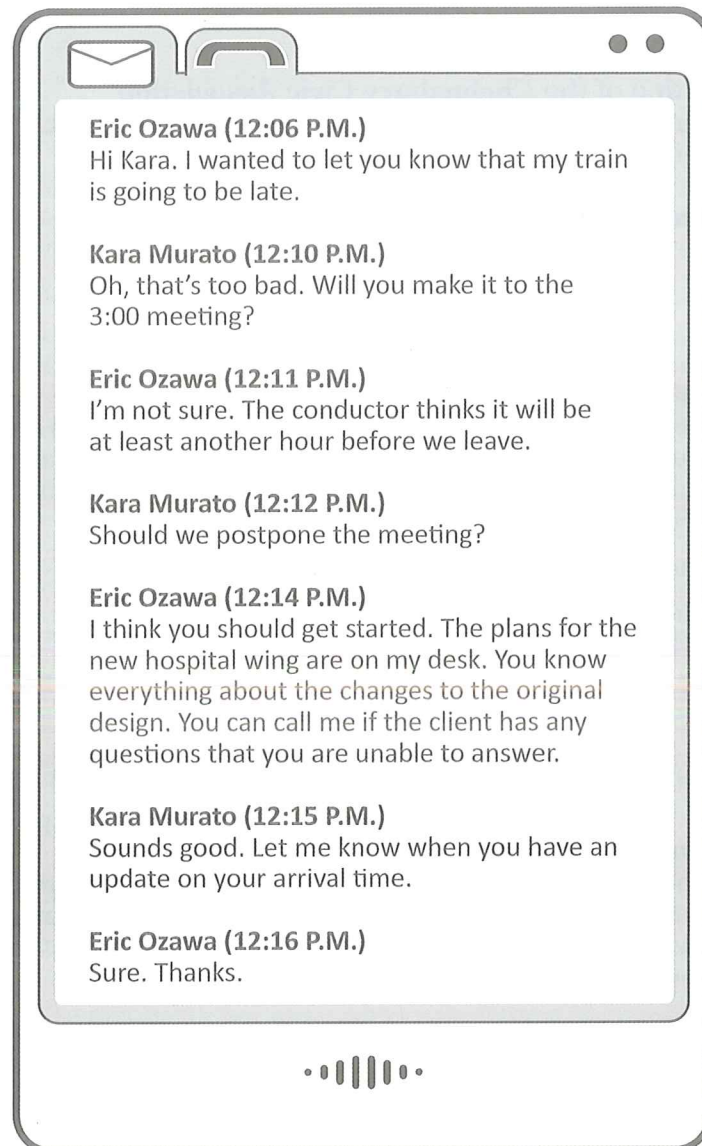 Eric Ozawa (12:06 P.M.)
Hi Kara. I wanted to let you know that my train
is going to be late.
Kara Murato (12:10 P.M.)
Oh, that's too bad. Will you make it to the
3:00 meeting?
Eric Ozawa (12:11 P.M.)
I'm not sure. The conductor thinks it will be
at least another hour before we leave.
Kara Murato (12:12 P.M.)
Should we postpone the meeting?
Eric Ozawa (12:14 P.M.)
I think you should get started. The plans for the
new hospital wing are on my desk. You know
everything about the changes to the original
design. You can call me if the client has any
questions that you are unable to answer.
Kara Murato (12:15 P.M.)
Sounds good. Let me know when you have an
update on your arrival time.
Eric Ozawa (12:16 P.M.)
Sure. Thanks.